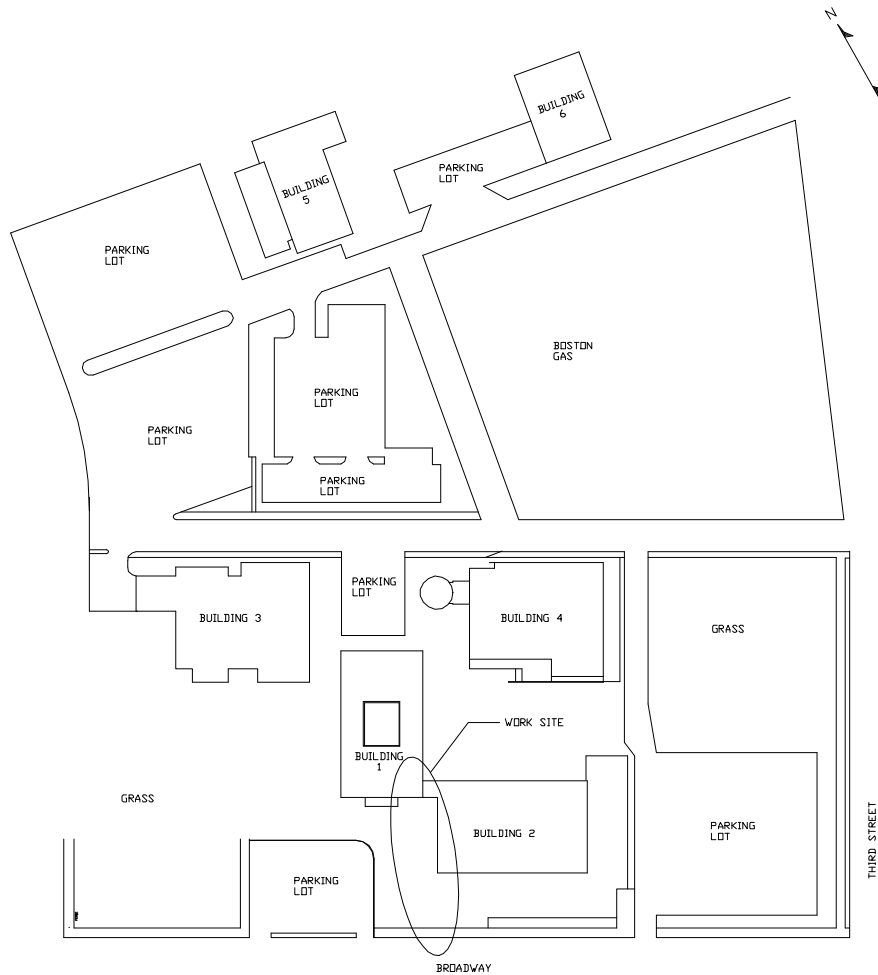 N
BUILDING
6
PARKING
LOT
BUILDING
5
PARKING
LOT
BOSTON
GAS
PARKING
LOT
PARKING
LOT
PARKING
LOT
PARKING
LOT
BUILDING 3
BUILDING 4
GRASS
WORK SITE
BUILDING
1
GRASS
BUILDING 2
PARKING
LOT
THIRD STREET
PARKING
LOT
BROADWAY